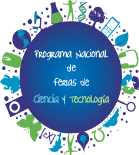 Programa Nacional
de
Ferias de
Ciencia y Tecnología